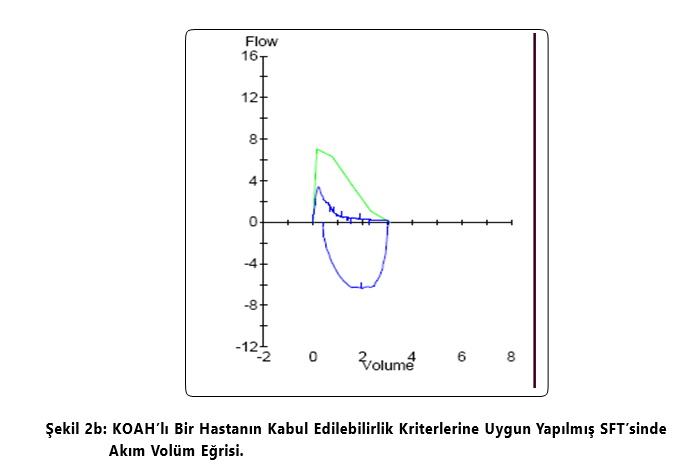 Flow
16
12
8
4
0
-4
-8
-12
-2 0 2 4 6 8
Volume
Şekil 2b: KOAH’lı Bir Hastanın Kabul Edilebilirlik Kriterlerine Uygun Yapılmış SFT’sinde
Akım Volüm Eğrisi.